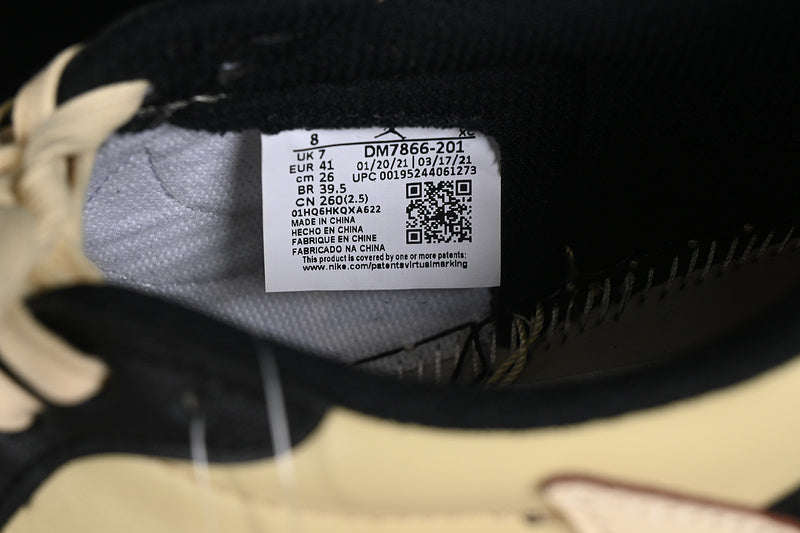 8 XC
UK 7 DM7866-201
EUR 41 01/20/21 | 03/17/21
cm 26 UPC 00195244061273
BR 39.5
CN 260(2.5)
01HQ6HKQXA622
MADE IN CHINA
HECHO EN CHINA
FABRIQUE EN CHINE
FABRICADO NA CHINA
This product is covered by one or more patents:
www.nike.com/patentsvirtualmarking